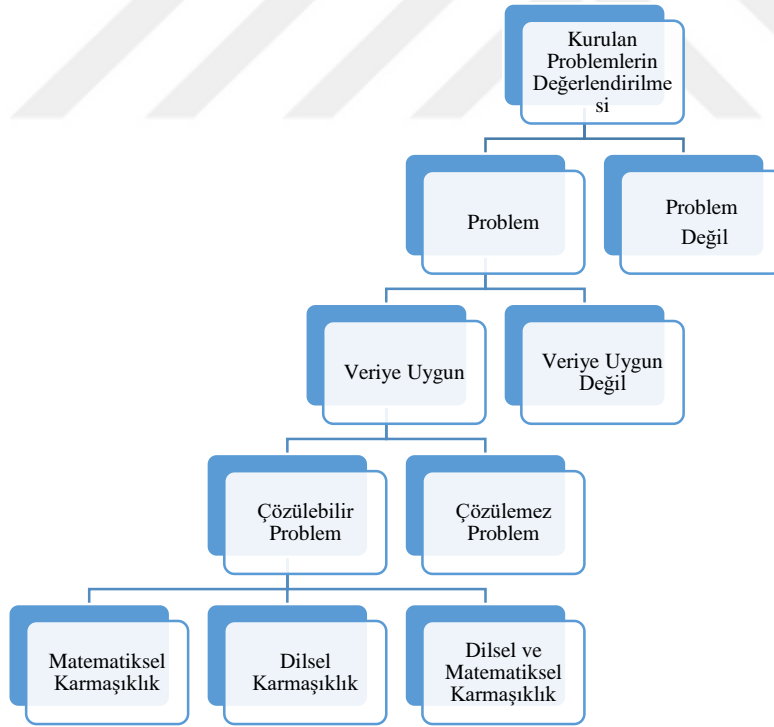 Kurulan
Problemlerin
Değerlendirilme
si
Problem
Problem
Değil
Veriye Uygun
Veriye Uygun
Değil
Çözülebilir
Problem
Çözülemez
Problem
Matematiksel
Karmaşıklık
Dilsel
Karmaşıklık
Dilsel ve
Matematiksel
Karmaşıklık